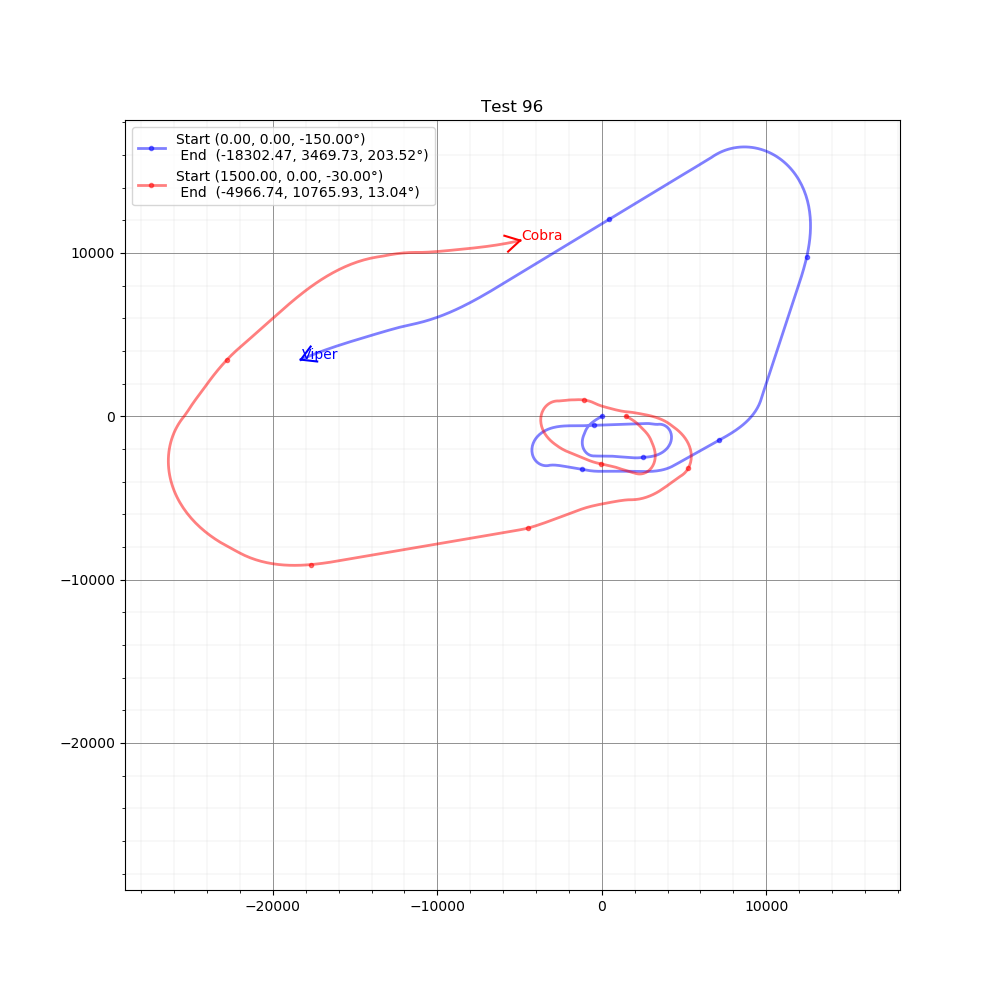 Test 96
Start (0.00, 0.00, -150.00°)
End (-18302.47, 3469.73, 203.52°)
Start (1500.00, 0.00, -30.00°)
End (-4966.74, 10765.93, 13.04°)
Cobra
Viper
10000
0
−10000
−20000
−20000
−10000
0
10000